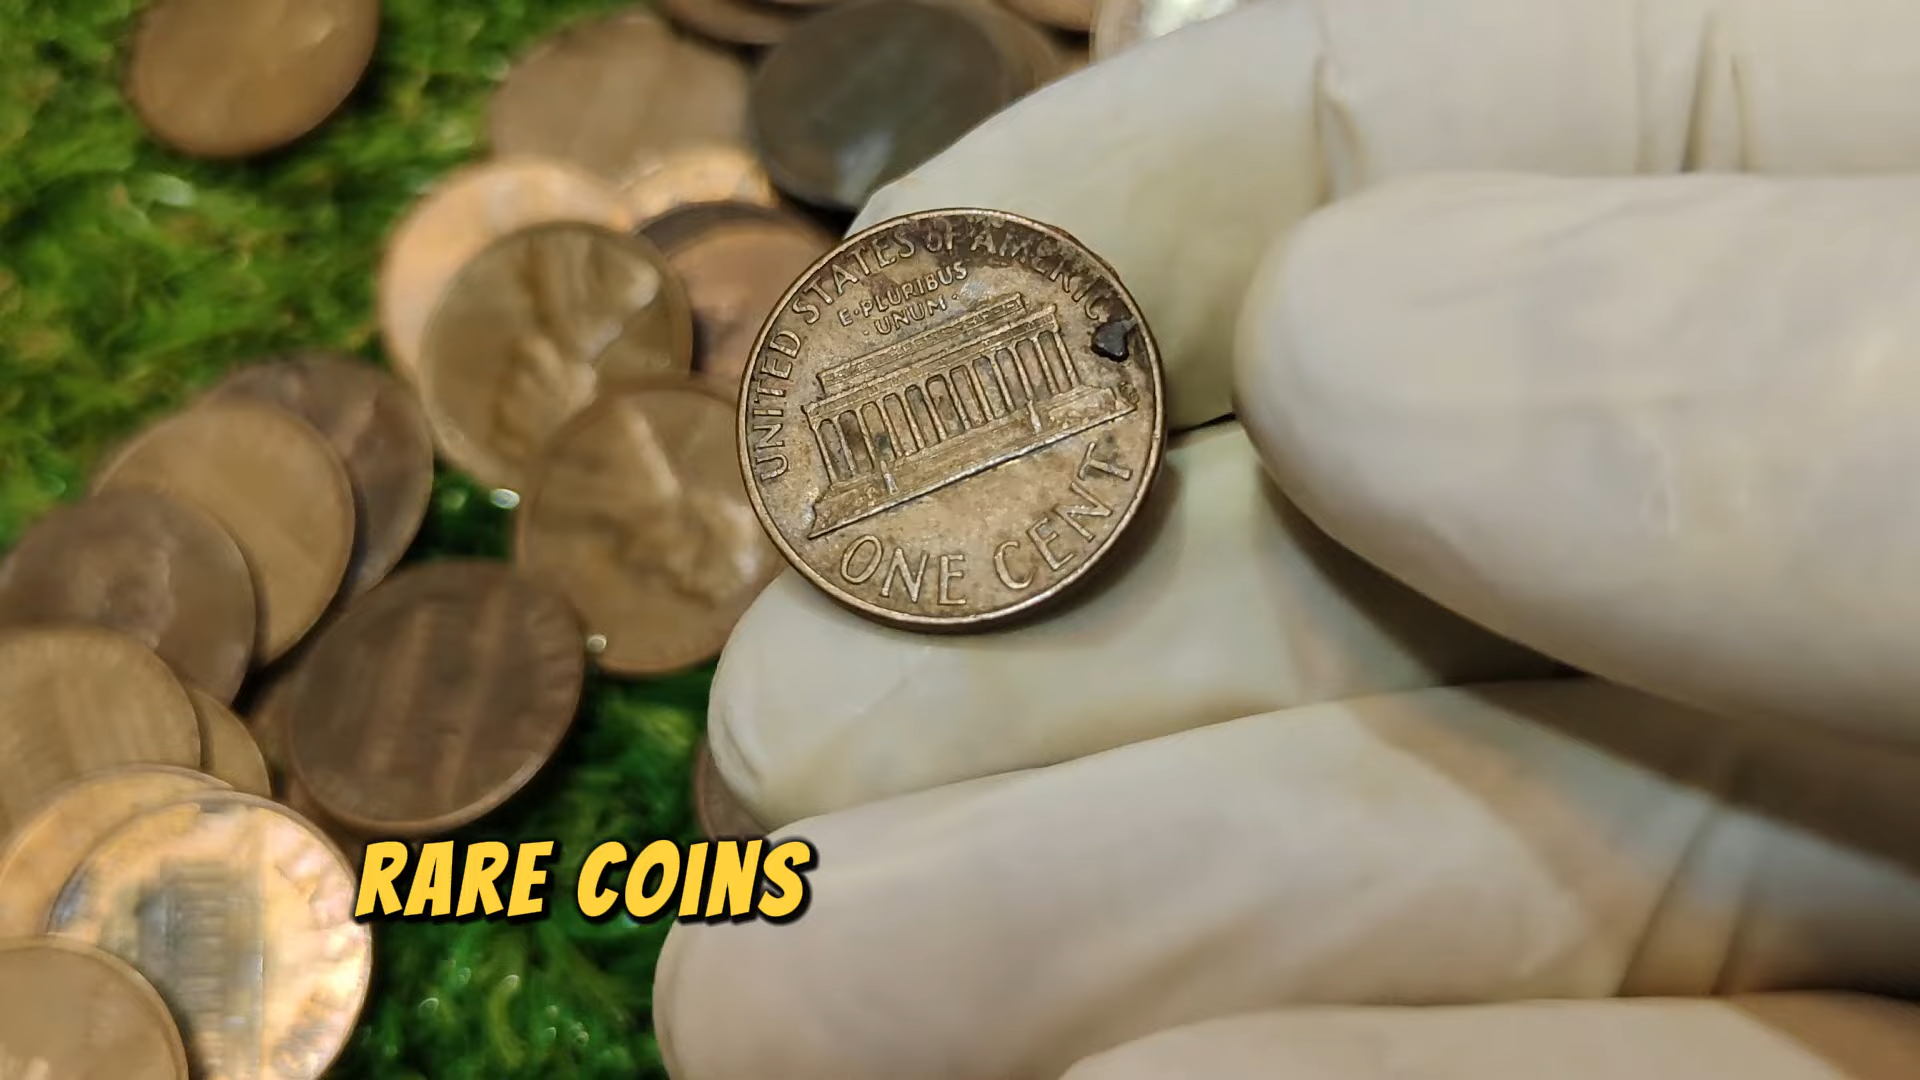 UNITED STATES OF AMERICA
E·PLURIBUS
·UNUM·
ONE CENT
RARE COINS